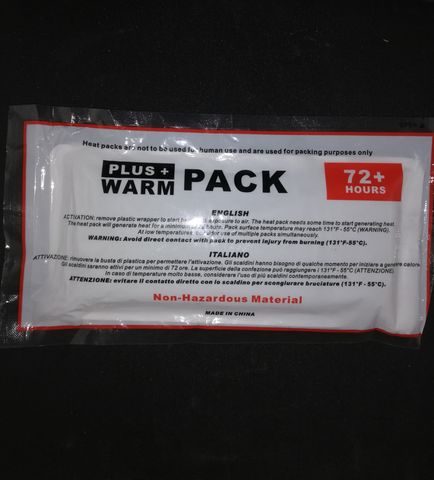 Heat packs are not to be used for human use and are used for packing purposes only
PLUS +
WARM PACK
72+
HOURS
ENGLISH
ACTIVATION: remove plastic wrapper to start heat exposure to air. The heat pack needs some time to start generating heat.
The heat pack will generate heat for a minimum of 72 hours. Pack surface temperature may reach 131°F - 55°C (WARNING).
At low temperatures, consider use of multiple packs simultaneously.
WARNING: Avoid direct contact with pack to prevent injury from burning (131°F-55°C).
ITALIANO
ATTIVAZIONE: rimuovere la busta di plastica per permettere l'attivazione. Gli scaldini hanno bisogno di qualche momento per iniziare a generare calore.
Gli scaldini saranno attivi per un minimo di 72 ore. La superficie della confezione può raggiungere i 131°F - 55°C (ATTENZIONE).
In caso di temperature molto basse, considerare l'uso di più scaldini contemporaneamente.
ATTENZIONE: evitare il contatto diretto con lo scaldino per scongiurare bruciature (131°F - 55°C).
Non-Hazardous Material
MADE IN CHINA